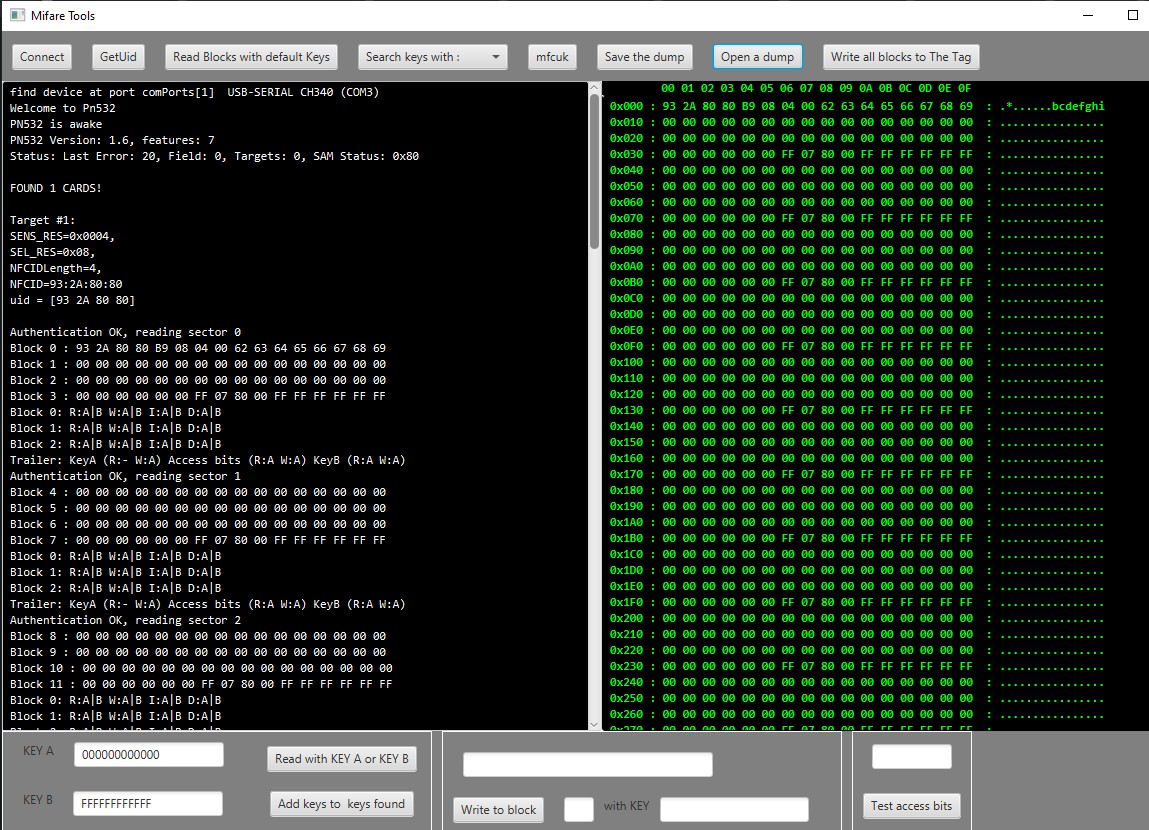 Mifare Tools
Connect GetUid Read Blocks with default Keys Search keys with : mfcuk Save the dump Open a dump Write all blocks to The Tag
find device at port comPorts[1]  USB-SERIAL CH340 (COM3)
Welcome to Pn532
PN532 is awake
PN532 Version: 1.6, features: 7
Status: Last Error: 20, Field: 0, Targets: 0, SAM Status: 0x80
FOUND 1 CARDS!
Target #1:
SENS_RES=0x0004,
SEL_RES=0x08,
NFCIDLength=4,
NFCID=93:2A:80:80
uid = [93 2A 80 80]
Authentication OK, reading sector 0
Block 0 : 93 2A 80 80 B9 08 04 00 62 63 64 65 66 67 68 69
Block 1 : 00 00 00 00 00 00 00 00 00 00 00 00 00 00 00 00
Block 2 : 00 00 00 00 00 00 00 00 00 00 00 00 00 00 00 00
Block 3 : 00 00 00 00 00 00 FF 07 80 00 FF FF FF FF FF FF
Block 0: R:A|B W:A|B I:A|B D:A|B
Block 1: R:A|B W:A|B I:A|B D:A|B
Block 2: R:A|B W:A|B I:A|B D:A|B
Trailer: KeyA (R:- W:A) Access bits (R:A W:A) KeyB (R:A W:A)
Authentication OK, reading sector 1
Block 4 : 00 00 00 00 00 00 00 00 00 00 00 00 00 00 00 00
Block 5 : 00 00 00 00 00 00 00 00 00 00 00 00 00 00 00 00
Block 6 : 00 00 00 00 00 00 00 00 00 00 00 00 00 00 00 00
Block 7 : 00 00 00 00 00 00 FF 07 80 00 FF FF FF FF FF FF
Block 0: R:A|B W:A|B I:A|B D:A|B
Block 1: R:A|B W:A|B I:A|B D:A|B
Block 2: R:A|B W:A|B I:A|B D:A|B
Trailer: KeyA (R:- W:A) Access bits (R:A W:A) KeyB (R:A W:A)
Authentication OK, reading sector 2
Block 8 : 00 00 00 00 00 00 00 00 00 00 00 00 00 00 00 00
Block 9 : 00 00 00 00 00 00 00 00 00 00 00 00 00 00 00 00
Block 10 : 00 00 00 00 00 00 00 00 00 00 00 00 00 00 00 00
Block 11 : 00 00 00 00 00 00 FF 07 80 00 FF FF FF FF FF FF
Block 0: R:A|B W:A|B I:A|B D:A|B
Block 1: R:A|B W:A|B I:A|B D:A|B
00 01 02 03 04 05 06 07 08 09 0A 0B 0C 0D 0E 0F
0x000 : 93 2A 80 80 B9 08 04 00 62 63 64 65 66 67 68 69 : .*......bcdefghi
0x010 : 00 00 00 00 00 00 00 00 00 00 00 00 00 00 00 00 : ................
0x020 : 00 00 00 00 00 00 00 00 00 00 00 00 00 00 00 00 : ................
0x030 : 00 00 00 00 00 00 FF 07 80 00 FF FF FF FF FF FF : ................
0x040 : 00 00 00 00 00 00 00 00 00 00 00 00 00 00 00 00 : ................
0x050 : 00 00 00 00 00 00 00 00 00 00 00 00 00 00 00 00 : ................
0x060 : 00 00 00 00 00 00 00 00 00 00 00 00 00 00 00 00 : ................
0x070 : 00 00 00 00 00 00 FF 07 80 00 FF FF FF FF FF FF : ................
0x080 : 00 00 00 00 00 00 00 00 00 00 00 00 00 00 00 00 : ................
0x090 : 00 00 00 00 00 00 00 00 00 00 00 00 00 00 00 00 : ................
0x0A0 : 00 00 00 00 00 00 00 00 00 00 00 00 00 00 00 00 : ................
0x0B0 : 00 00 00 00 00 00 FF 07 80 00 FF FF FF FF FF FF : ................
0x0C0 : 00 00 00 00 00 00 00 00 00 00 00 00 00 00 00 00 : ................
0x0D0 : 00 00 00 00 00 00 00 00 00 00 00 00 00 00 00 00 : ................
0x0E0 : 00 00 00 00 00 00 00 00 00 00 00 00 00 00 00 00 : ................
0x0F0 : 00 00 00 00 00 00 FF 07 80 00 FF FF FF FF FF FF : ................
0x100 : 00 00 00 00 00 00 00 00 00 00 00 00 00 00 00 00 : ................
0x110 : 00 00 00 00 00 00 00 00 00 00 00 00 00 00 00 00 : ................
0x120 : 00 00 00 00 00 00 00 00 00 00 00 00 00 00 00 00 : ................
0x130 : 00 00 00 00 00 00 FF 07 80 00 FF FF FF FF FF FF : ................
0x140 : 00 00 00 00 00 00 00 00 00 00 00 00 00 00 00 00 : ................
0x150 : 00 00 00 00 00 00 00 00 00 00 00 00 00 00 00 00 : ................
0x160 : 00 00 00 00 00 00 00 00 00 00 00 00 00 00 00 00 : ................
0x170 : 00 00 00 00 00 00 FF 07 80 00 FF FF FF FF FF FF : ................
0x180 : 00 00 00 00 00 00 00 00 00 00 00 00 00 00 00 00 : ................
0x190 : 00 00 00 00 00 00 00 00 00 00 00 00 00 00 00 00 : ................
0x1A0 : 00 00 00 00 00 00 00 00 00 00 00 00 00 00 00 00 : ................
0x1B0 : 00 00 00 00 00 00 FF 07 80 00 FF FF FF FF FF FF : ................
0x1C0 : 00 00 00 00 00 00 00 00 00 00 00 00 00 00 00 00 : ................
0x1D0 : 00 00 00 00 00 00 00 00 00 00 00 00 00 00 00 00 : ................
0x1E0 : 00 00 00 00 00 00 00 00 00 00 00 00 00 00 00 00 : ................
0x1F0 : 00 00 00 00 00 00 FF 07 80 00 FF FF FF FF FF FF : ................
0x200 : 00 00 00 00 00 00 00 00 00 00 00 00 00 00 00 00 : ................
0x210 : 00 00 00 00 00 00 00 00 00 00 00 00 00 00 00 00 : ................
0x220 : 00 00 00 00 00 00 00 00 00 00 00 00 00 00 00 00 : ................
0x230 : 00 00 00 00 00 00 FF 07 80 00 FF FF FF FF FF FF : ................
0x240 : 00 00 00 00 00 00 00 00 00 00 00 00 00 00 00 00 : ................
0x250 : 00 00 00 00 00 00 00 00 00 00 00 00 00 00 00 00 : ................
0x260 : 00 00 00 00 00 00 00 00 00 00 00 00 00 00 00 00 : ................
KEY A 000000000000 Read with KEY A or KEY B
KEY B FFFFFFFFFFFF Add keys to  keys found
Write to block with KEY
Test access bits